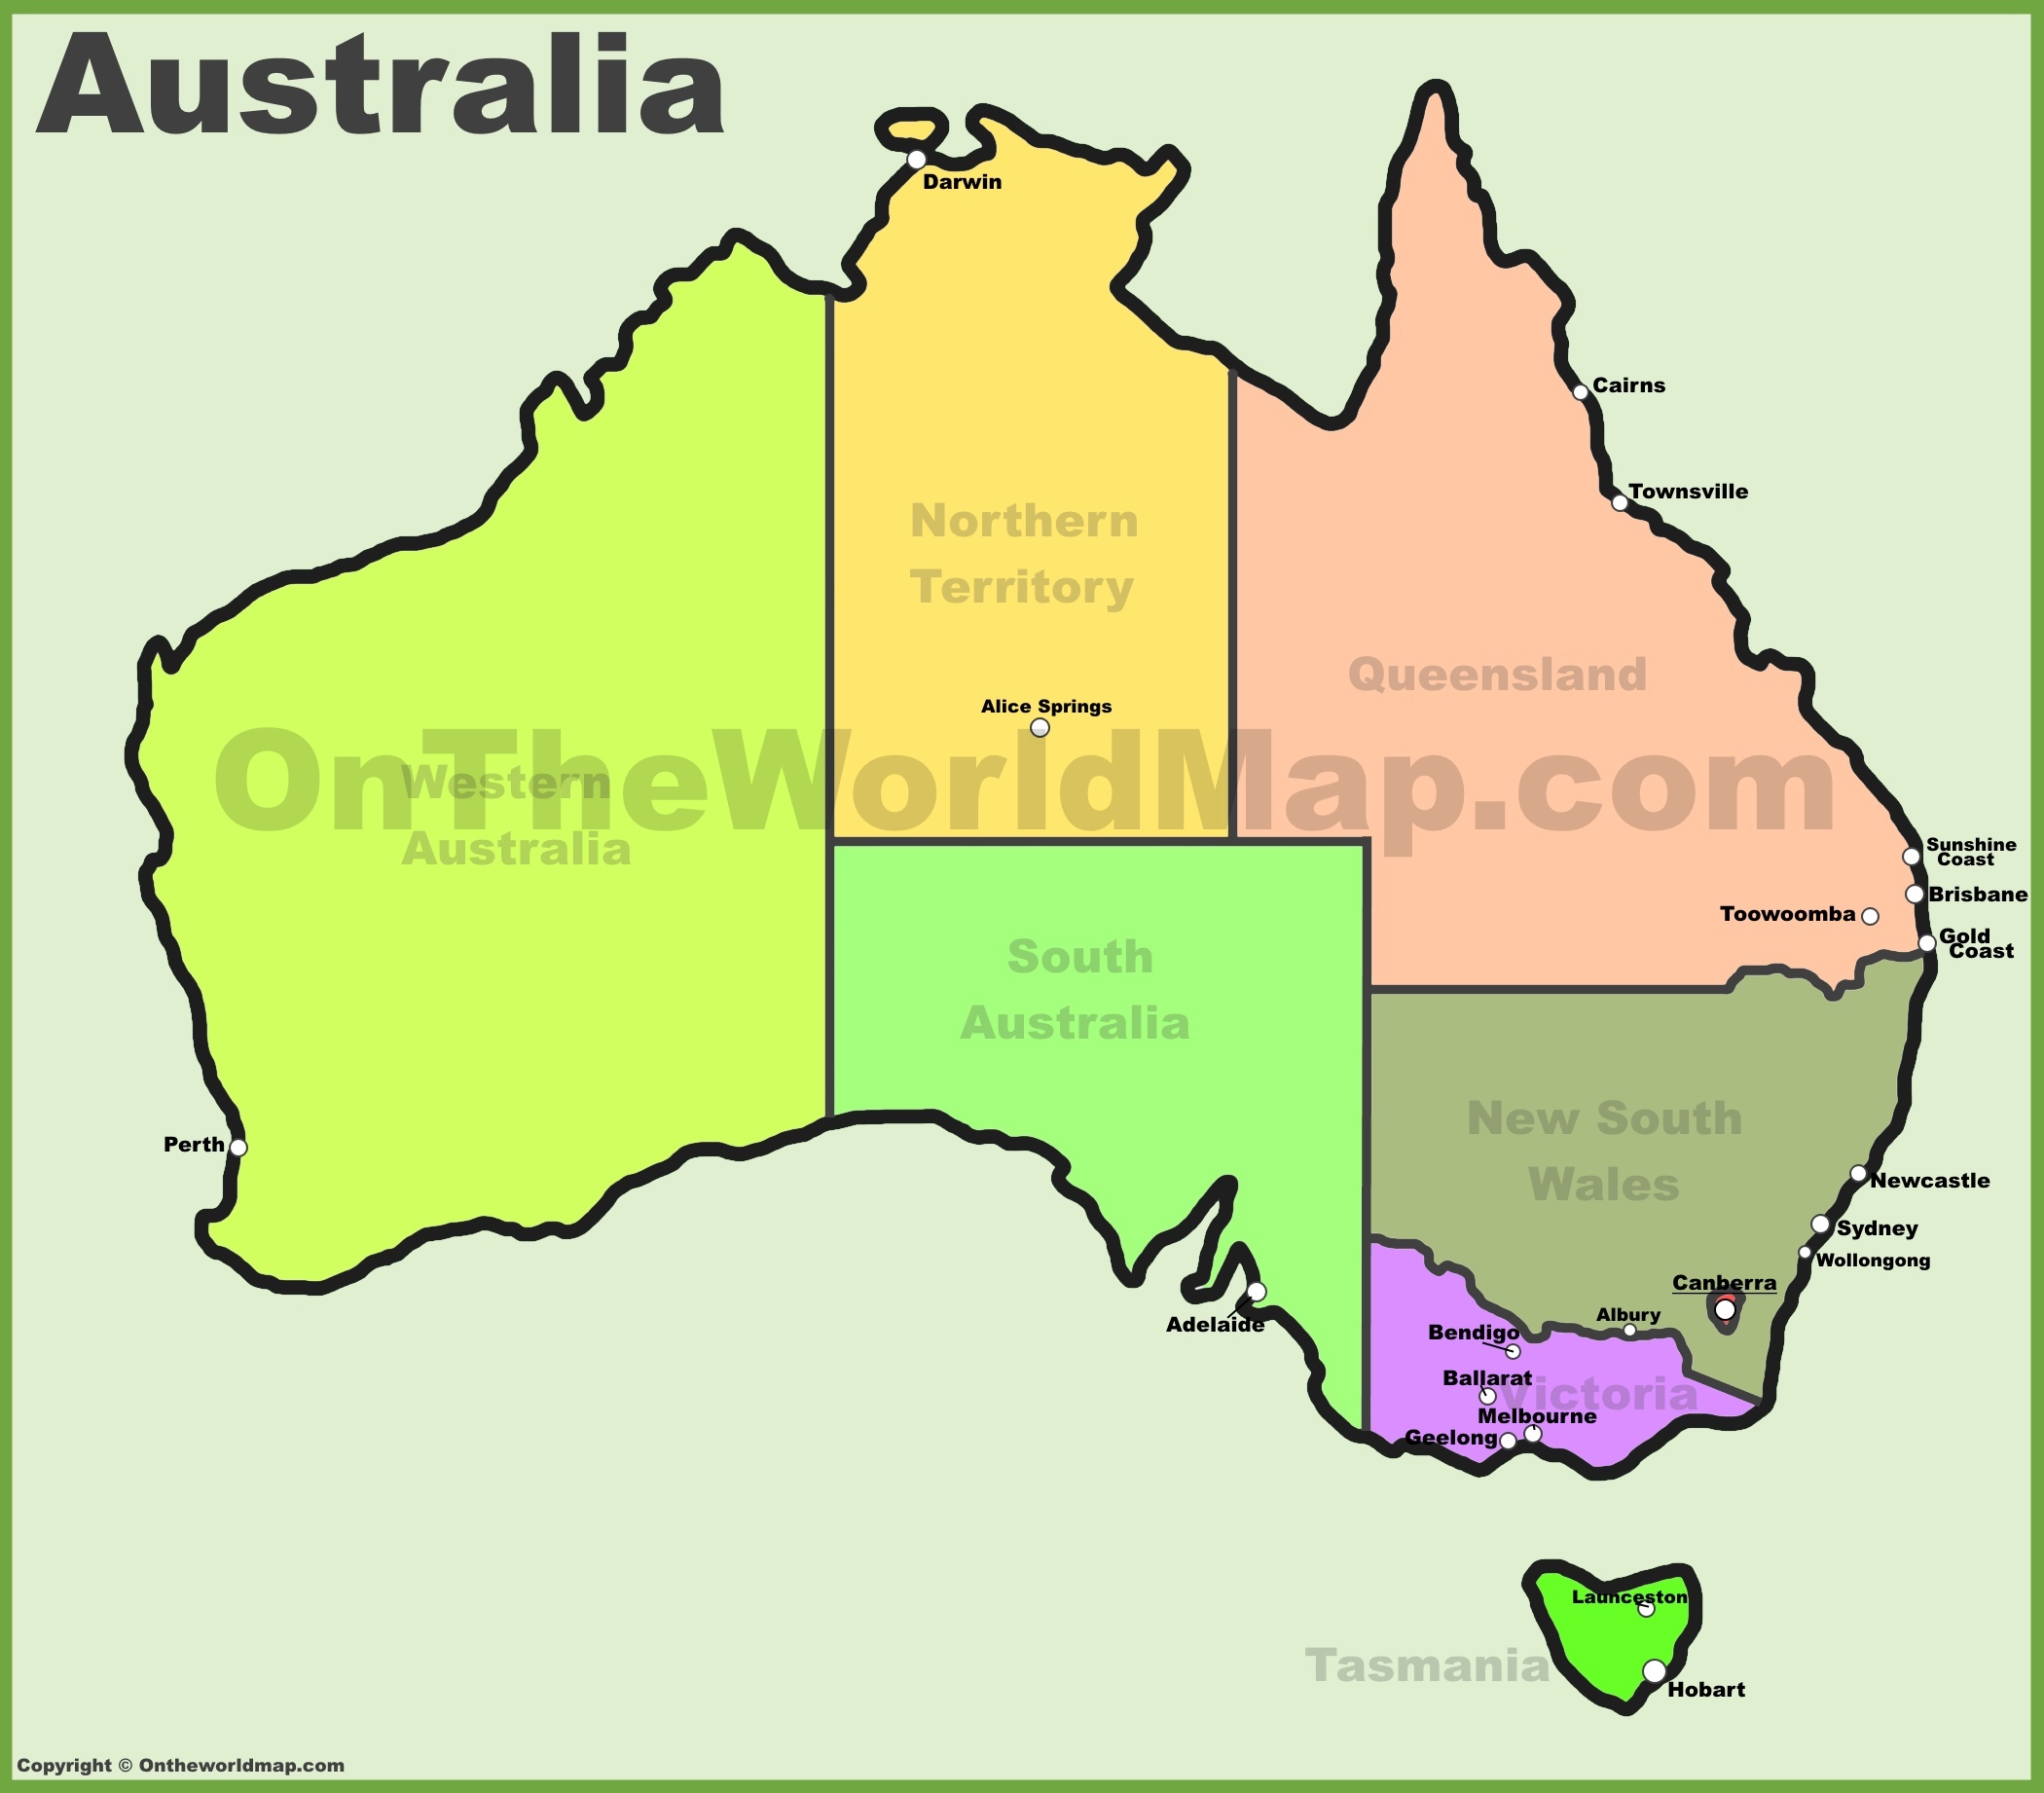 Australia
Darwin
Cairns
Townsville
Northern
Territory
Queensland
Alice Springs
OnTheWorldMap.com
Western
Australia
Sunshine
Coast
Brisbane
Toowoomba
Gold
Coast
South
Australia
New South
Wales
Perth
Newcastle
Sydney
Wollongong
Canberra
Albury
Adelaide
Bendigo
Ballarat
Victoria
Melbourne
Geelong
Launceston
Tasmania
Hobart
Copyright © Ontheworldmap.com